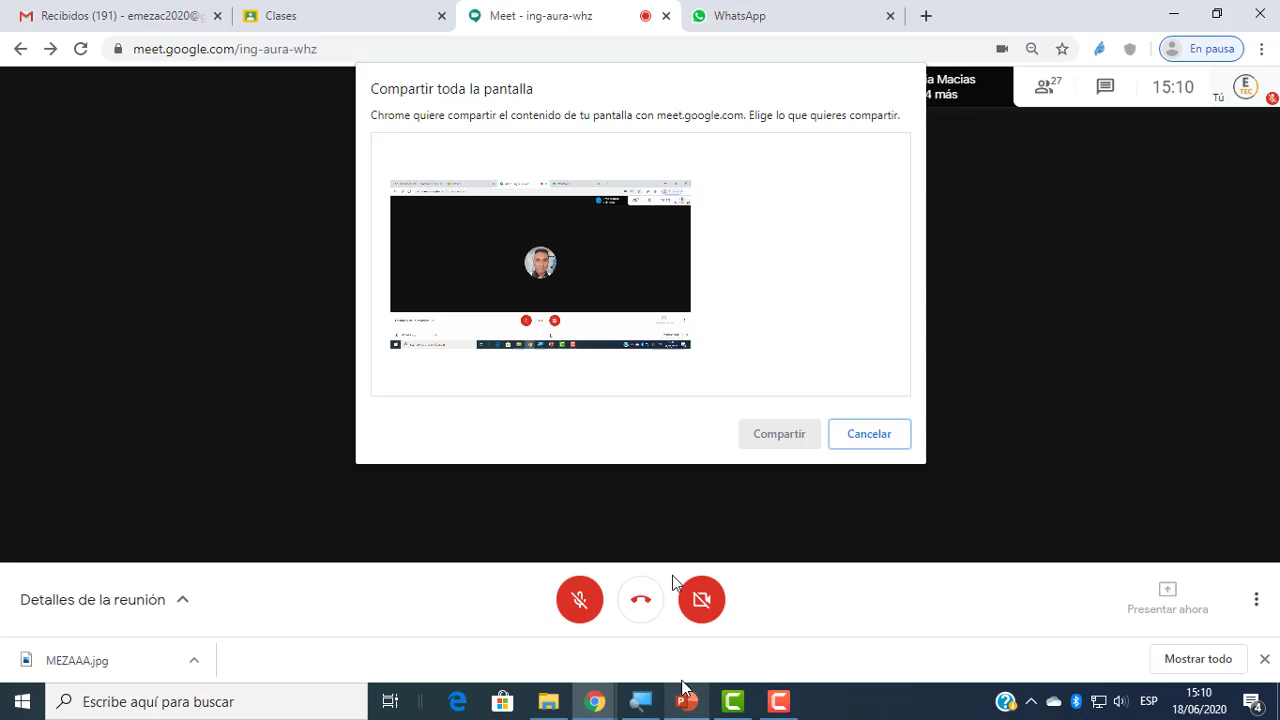 Recibidos (191) - emezac2020@g
Clases
Meet - ing-aura-whz
WhatsApp
meet.google.com/ing-aura-whz
En pausa
Compartir toda la pantalla
Chrome quiere compartir el contenido de tu pantalla con meet.google.com. Elige lo que quieres compartir.
ia Macias
4 más
27
15:10
Tú
E
TEC
Compartir
Cancelar
Detalles de la reunión
Presentar ahora
MEZAAA.jpg
Mostrar todo
Escribe aquí para buscar
ESP
15:10
18/06/2020
4